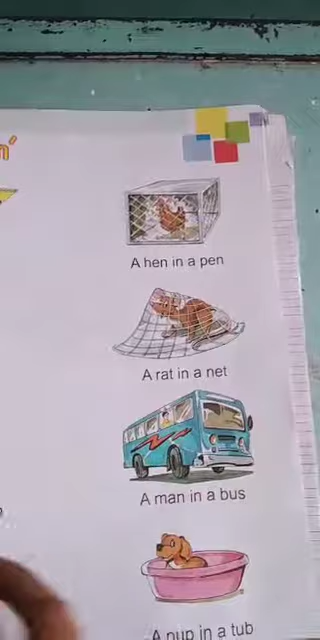 A hen in a pen
A rat in a net
A man in a bus
A pup in a tub